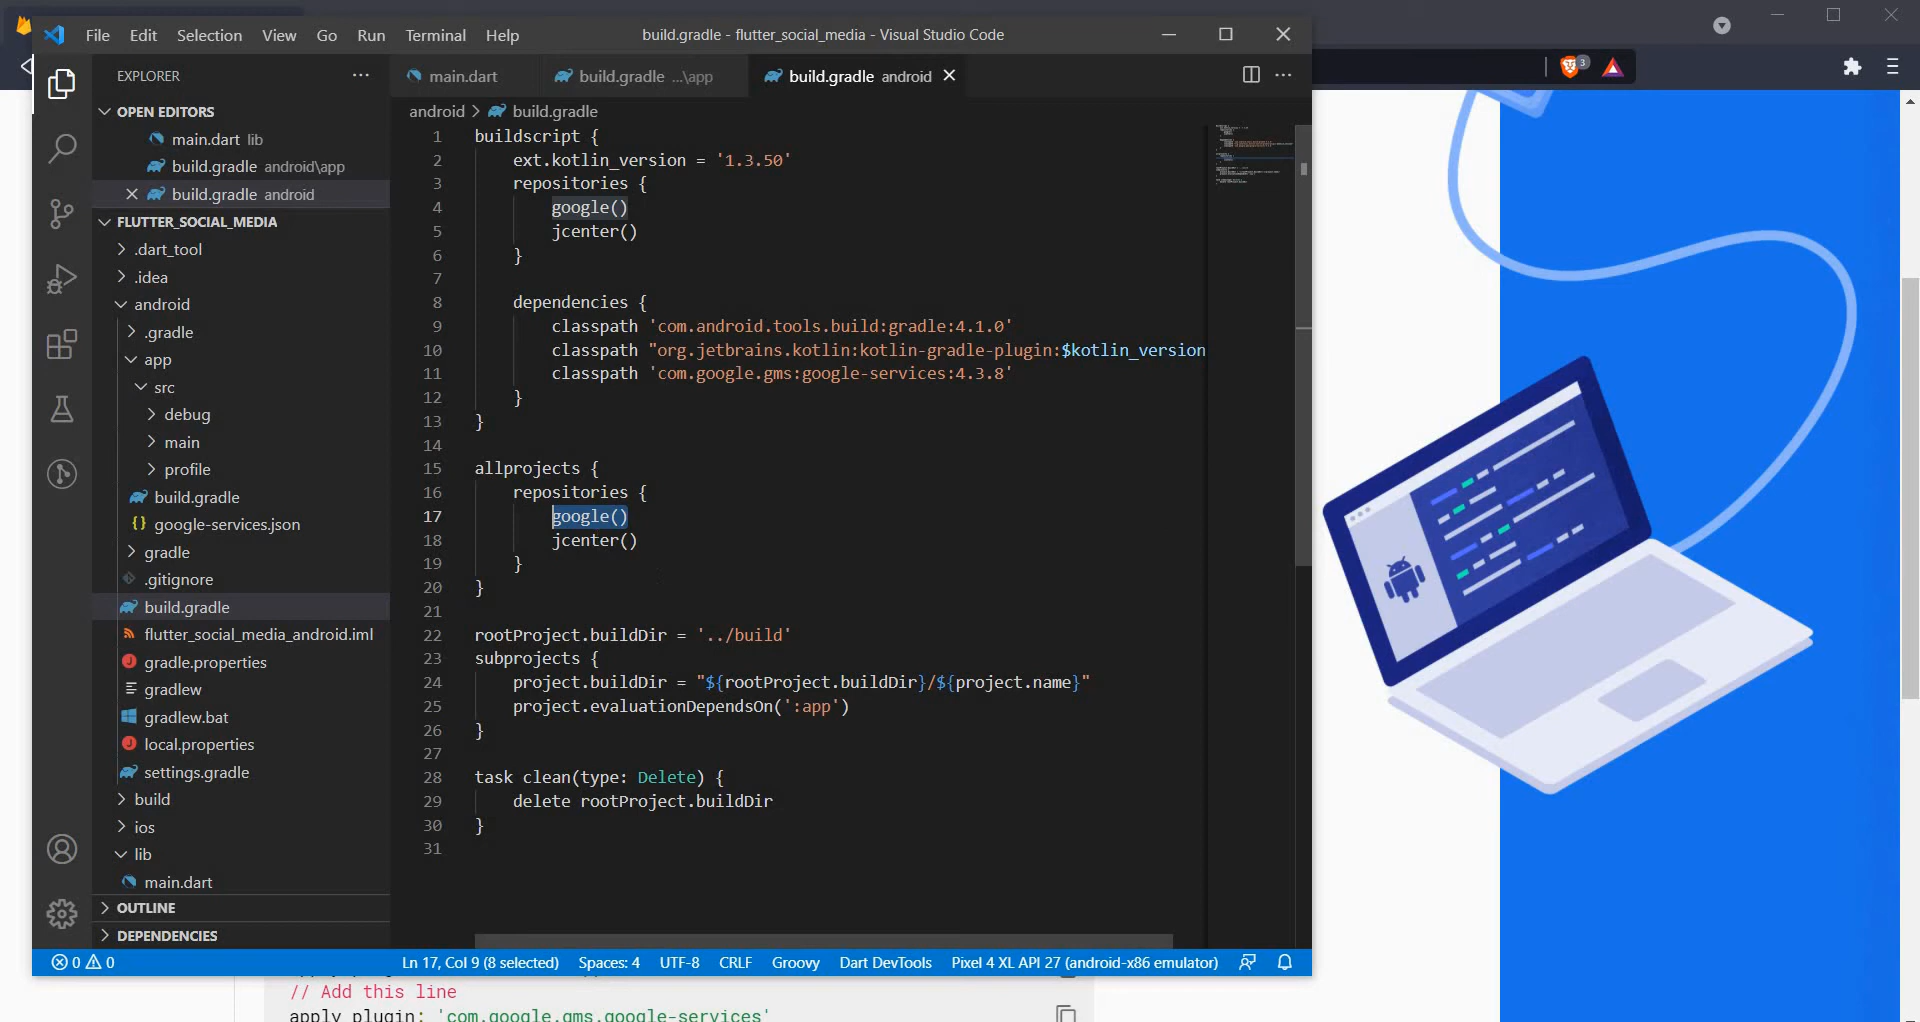 File Edit Selection View Go Run Terminal Help
build.gradle - flutter_social_media - Visual Studio Code
3
EXPLORER
main.dart
build.gradle ...\app
build.gradle android
OPEN EDITORS
main.dart lib
build.gradle android\app
build.gradle android
FLUTTER_SOCIAL_MEDIA
.dart_tool
.idea
android
.gradle
app
src
debug
main
profile
build.gradle
google-services.json
gradle
.gitignore
build.gradle
flutter_social_media_android.iml
gradle.properties
gradlew
gradlew.bat
local.properties
settings.gradle
build
ios
lib
main.dart
OUTLINE
DEPENDENCIES
android > build.gradle
1 buildscript {
2 ext.kotlin_version = '1.3.50'
3 repositories {
4 google()
5 jcenter()
6 }
7
8 dependencies {
9 classpath 'com.android.tools.build:gradle:4.1.0'
10 classpath "org.jetbrains.kotlin:kotlin-gradle-plugin:$kotlin_version
11 classpath 'com.google.gms:google-services:4.3.8'
12 }
13 }
14
15 allprojects {
16 repositories {
17 google()
18 jcenter()
19 }
20 }
21
22 rootProject.buildDir = '../build'
23 subprojects {
24 project.buildDir = "${rootProject.buildDir}/${project.name}"
25 project.evaluationDependsOn(':app')
26 }
27
28 task clean(type: Delete) {
29 delete rootProject.buildDir
30 }
31
0 0
Ln 17, Col 9 (8 selected) Spaces: 4 UTF-8 CRLF Groovy Dart DevTools Pixel 4 XL API 27 (android-x86 emulator)
// Add this line
apply plugin: 'com.google.gms.google-services'